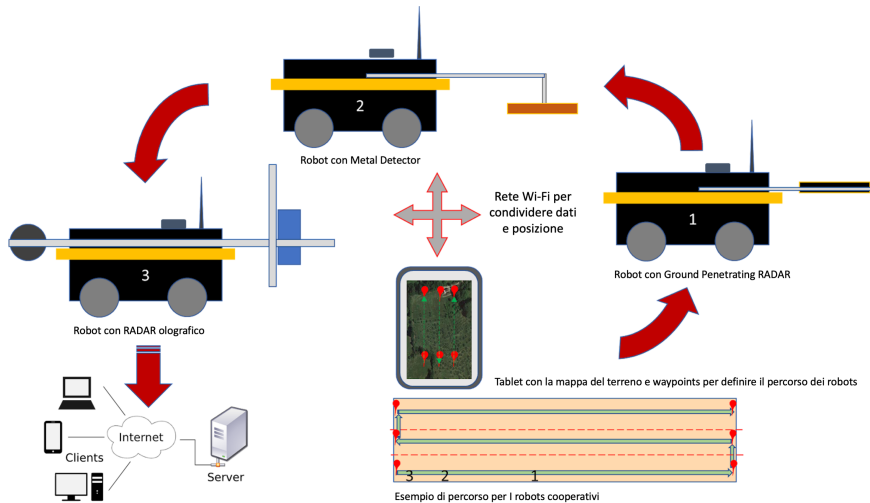 2
Robot con Metal Detector
Rete Wi-Fi per
condividere dati
e posizione
1
Robot con Ground Penetrating RADAR
3
Robot con RADAR olografico
Tablet con la mappa del terreno e waypoints per definire il percorso dei robots
Internet
Clients
Server
3 2 1
Esempio di percorso per I robots cooperativi